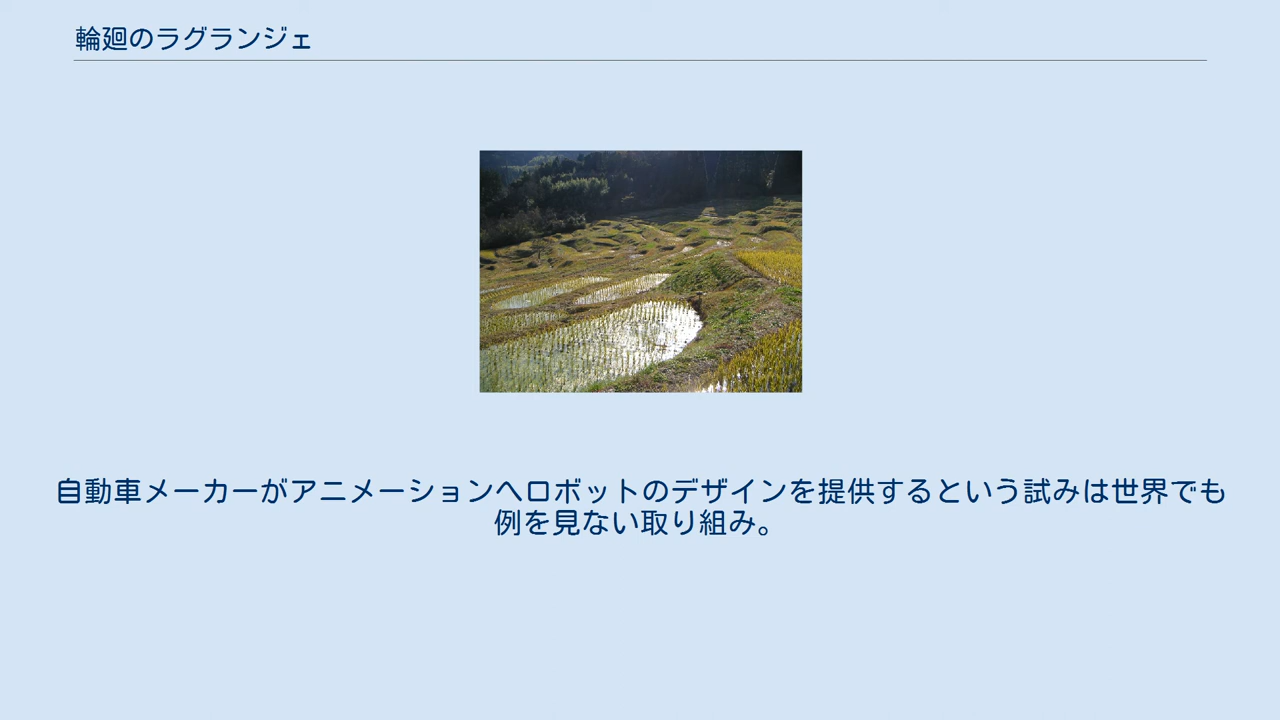 輪廻のラグランジェ
自動車メーカーがアニメーションへロボットのデザインを提供するという試みは世界でも
例を見ない取り組み。